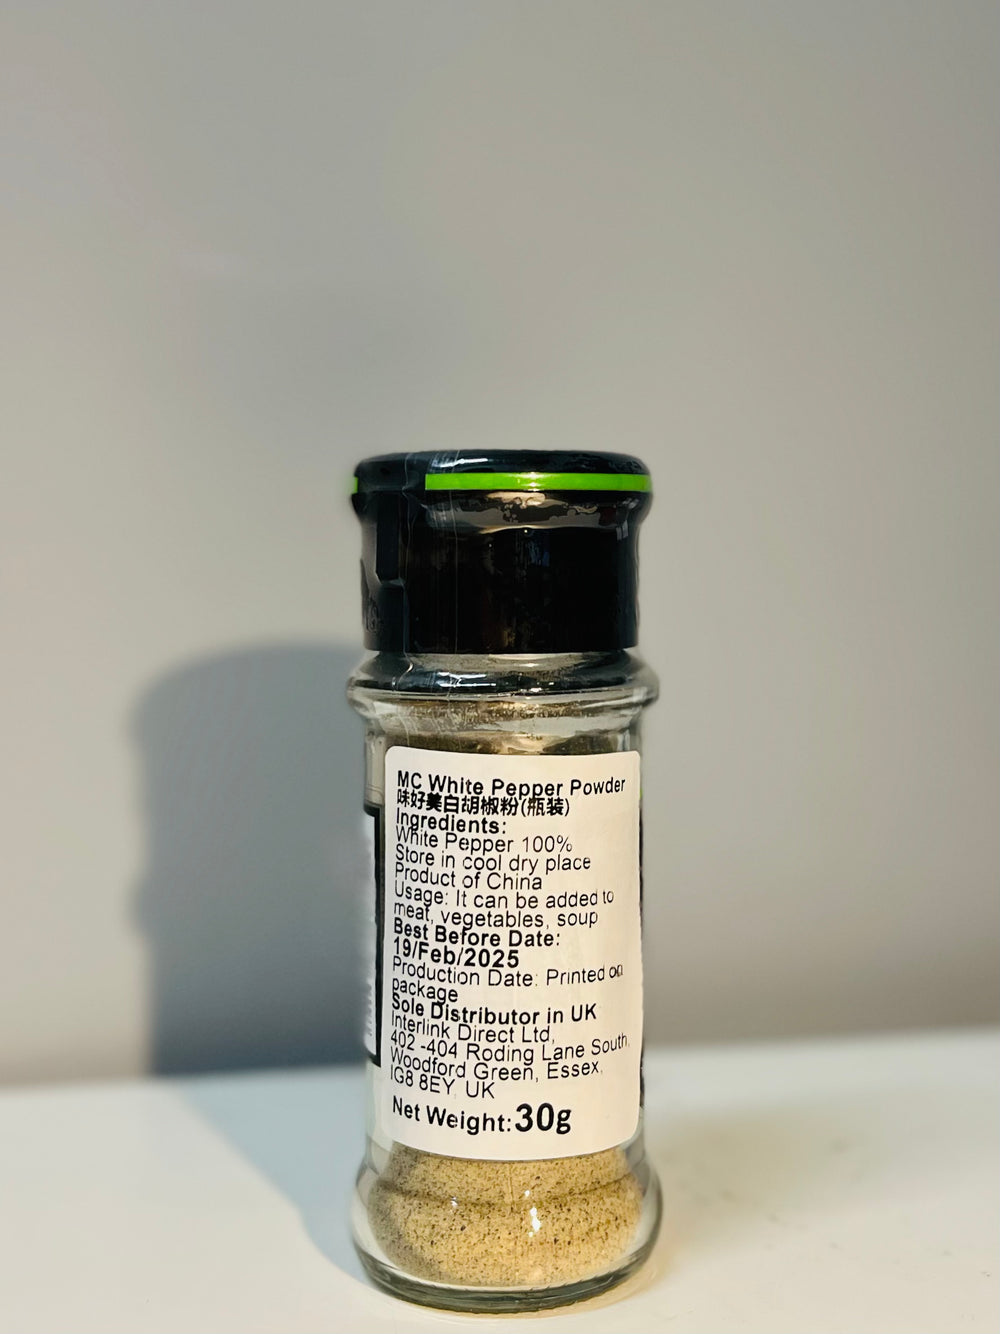 MC White Pepper Powder
味好美白胡椒粉(瓶装)
Ingredients:
White Pepper 100%
Store in cool dry place
Product of China
Usage: It can be added to
meat, vegetables, soup
Best Before Date:
19/Feb/2025
Production Date: Printed on
package
Sole Distributor in UK
Interlink Direct Ltd,
402 -404 Roding Lane South,
Woodford Green, Essex,
IG8 8EY, UK
Net Weight:30g